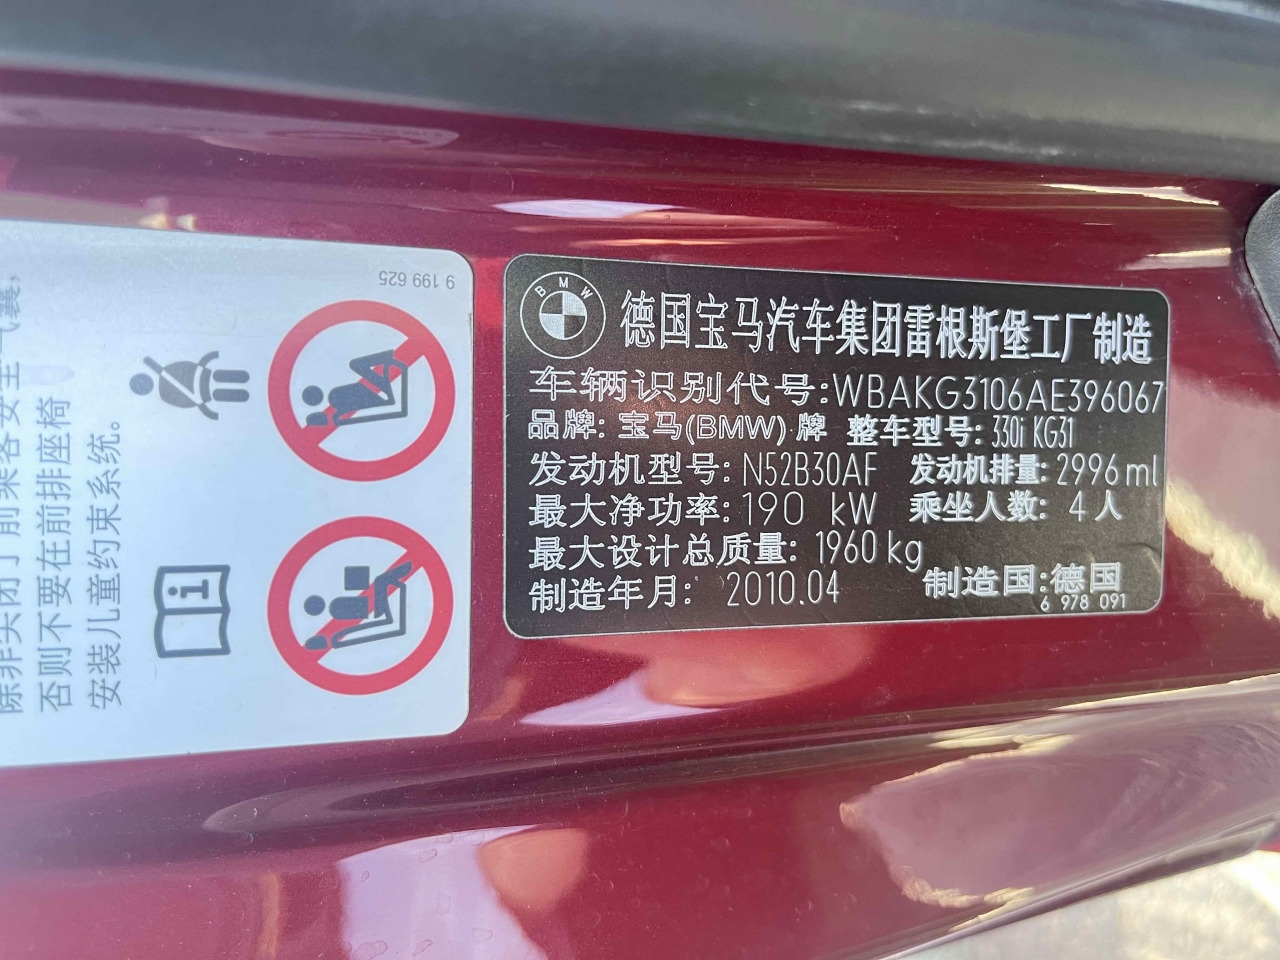 BMW
德国宝马汽车集团雷根斯堡工厂制造
车辆识别代号:WBAKG3106AE396067
品牌: 宝马(BMW)牌 整车型号: 330i KG31
发动机型号: N52B30AF 发动机排量: 2996 ml
最大净功率: 190 kW 乘坐人数: 4人
最大设计总质量: 1960 kg
制造年月: 2010.04 制造国:德国
6 978 091
9 199 625
否则不要在前排座椅
安装儿童约束系统。